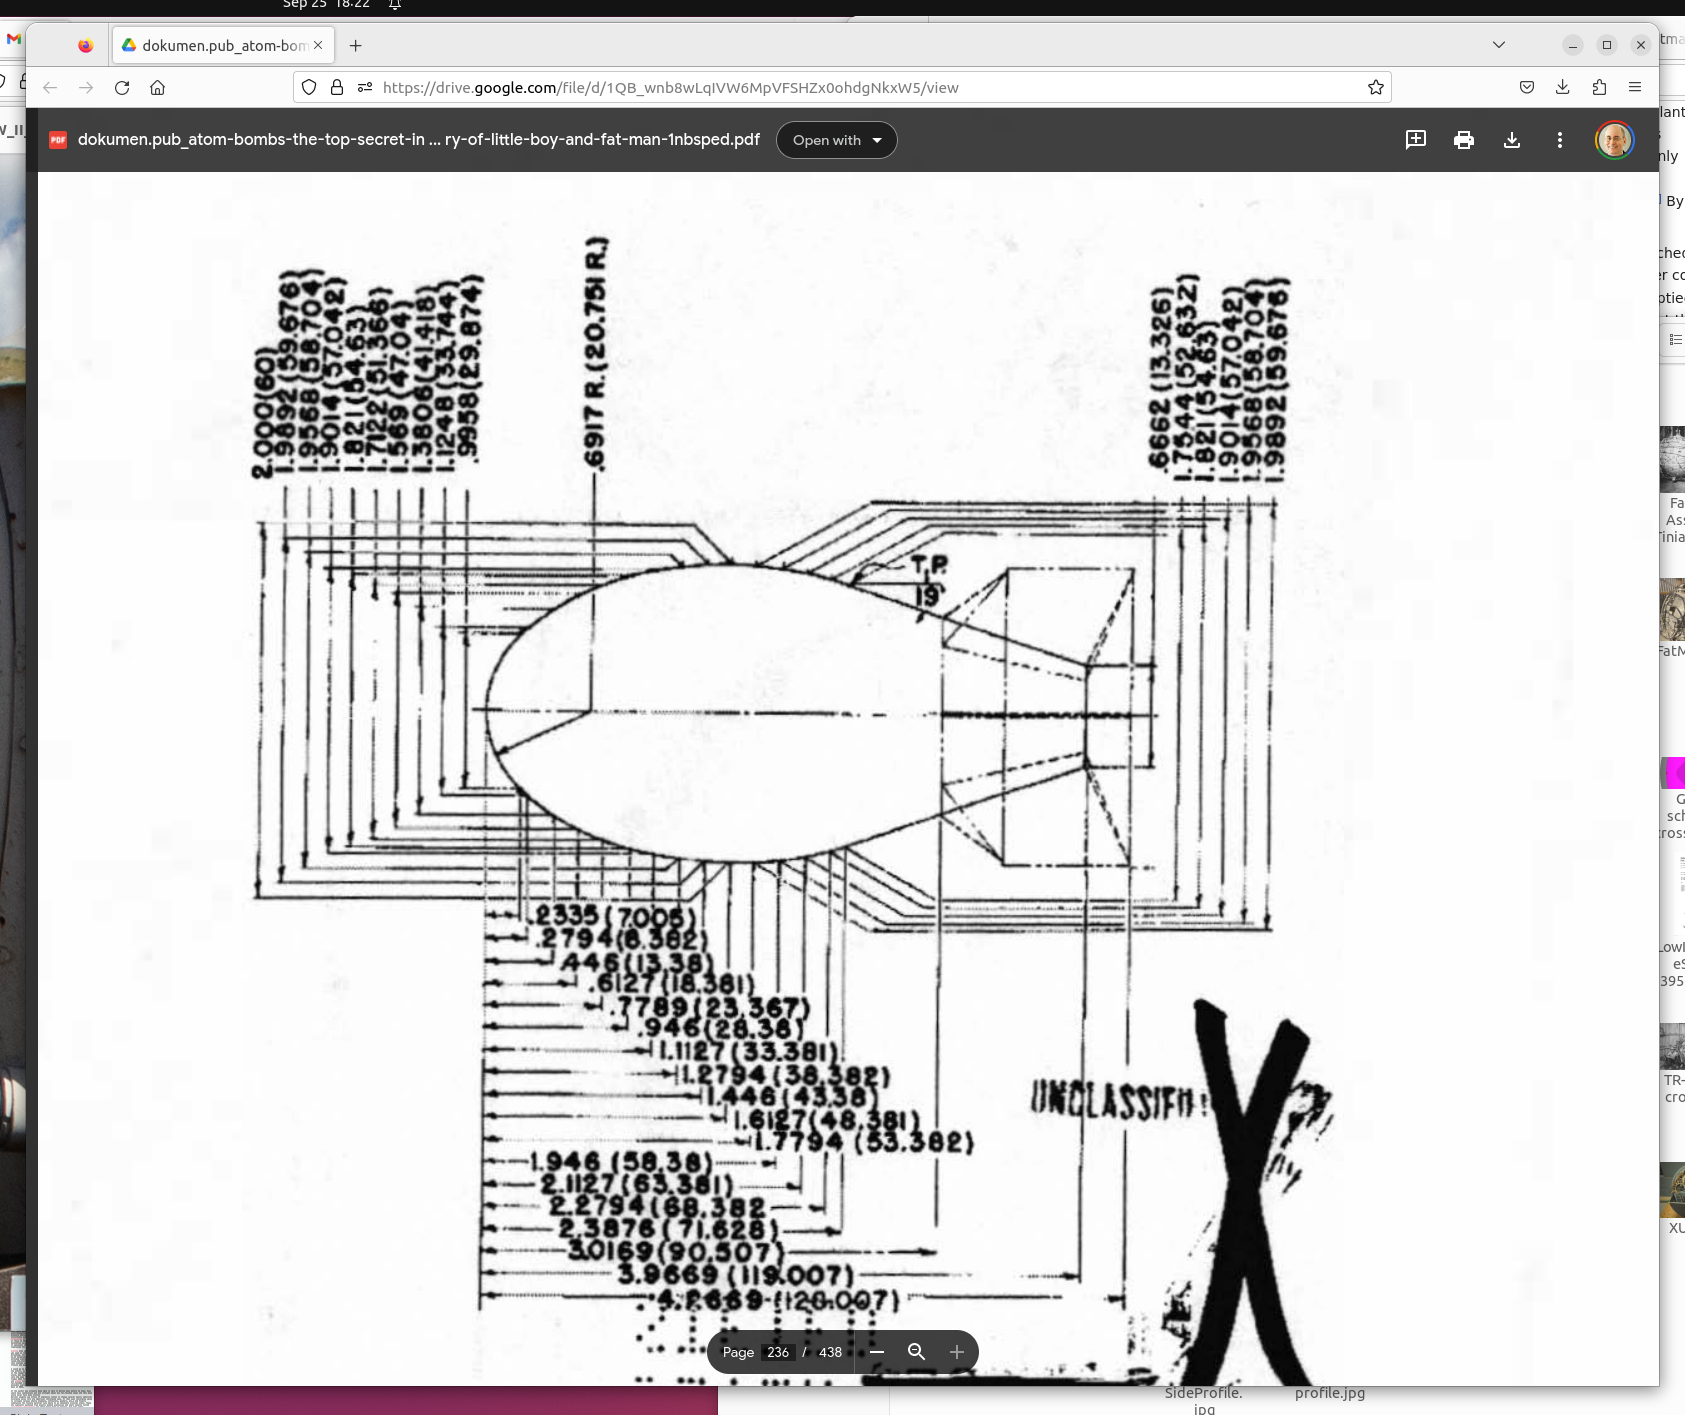 Sep 25 18:22
dokumen.pub_atom-bom
https://drive.google.com/file/d/1QB_wnb8wLqIVW6MpVFSHZx0ohdgNkxW5/view
dokumen.pub_atom-bombs-the-top-secret-in ... ry-of-little-boy-and-fat-man-1nbsped.pdf
Open with
2.000(60)
1.9892(59.676)
1.9568(58.704)
1.9014(57.042)
1.821(54.63)
1.7122(51.366)
1.569(47.04)
1.3806(41.418)
1.1248(33.744)
.9958(29.874)
.6917 R.(20.751 R.)
.6662(13.326)
1.7544(52.632)
1.821(54.63)
1.9014(57.042)
1.9568(58.704)
1.9892(59.676)
T.P.
19°
.2335(7.005)
.2794(8.382)
.446(13.38)
.6127(18.381)
.7789(23.367)
.946(28.38)
1.1127(33.381)
1.2794(38.382)
1.446(43.38)
1.6127(48.381)
1.7794 (53.382)
1.946 (58.38)
2.1127(63.381)
2.2794(68.382
2.3876(71.628)
3.0169(90.507)
3.9669(119.007)
UNCLASSIFI
Page 236 / 438
SideProfile.
jpg
profile.jpg